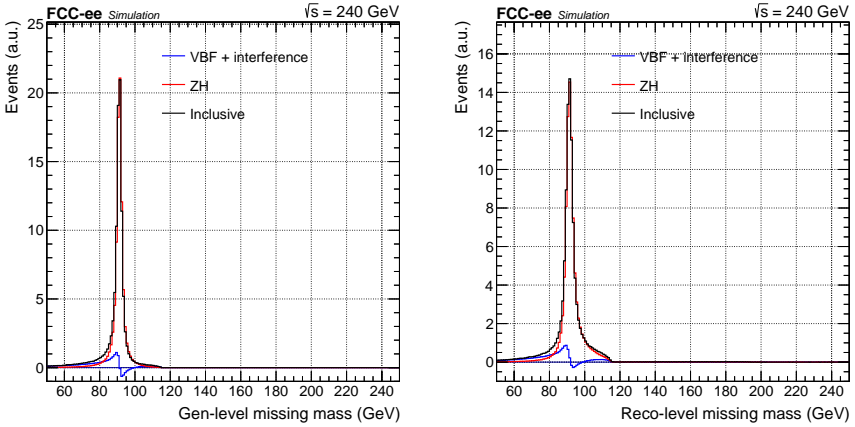 FCC-ee Simulation √s = 240 GeV
Events (a.u.)
25
20
15
10
5
0
VBF + interference
ZH
Inclusive
60 80 100 120 140 160 180 200 220 240
Gen-level missing mass (GeV)
FCC-ee Simulation √s = 240 GeV
Events (a.u.)
16
14
12
10
8
6
4
2
0
VBF + interference
ZH
Inclusive
60 80 100 120 140 160 180 200 220 240
Reco-level missing mass (GeV)